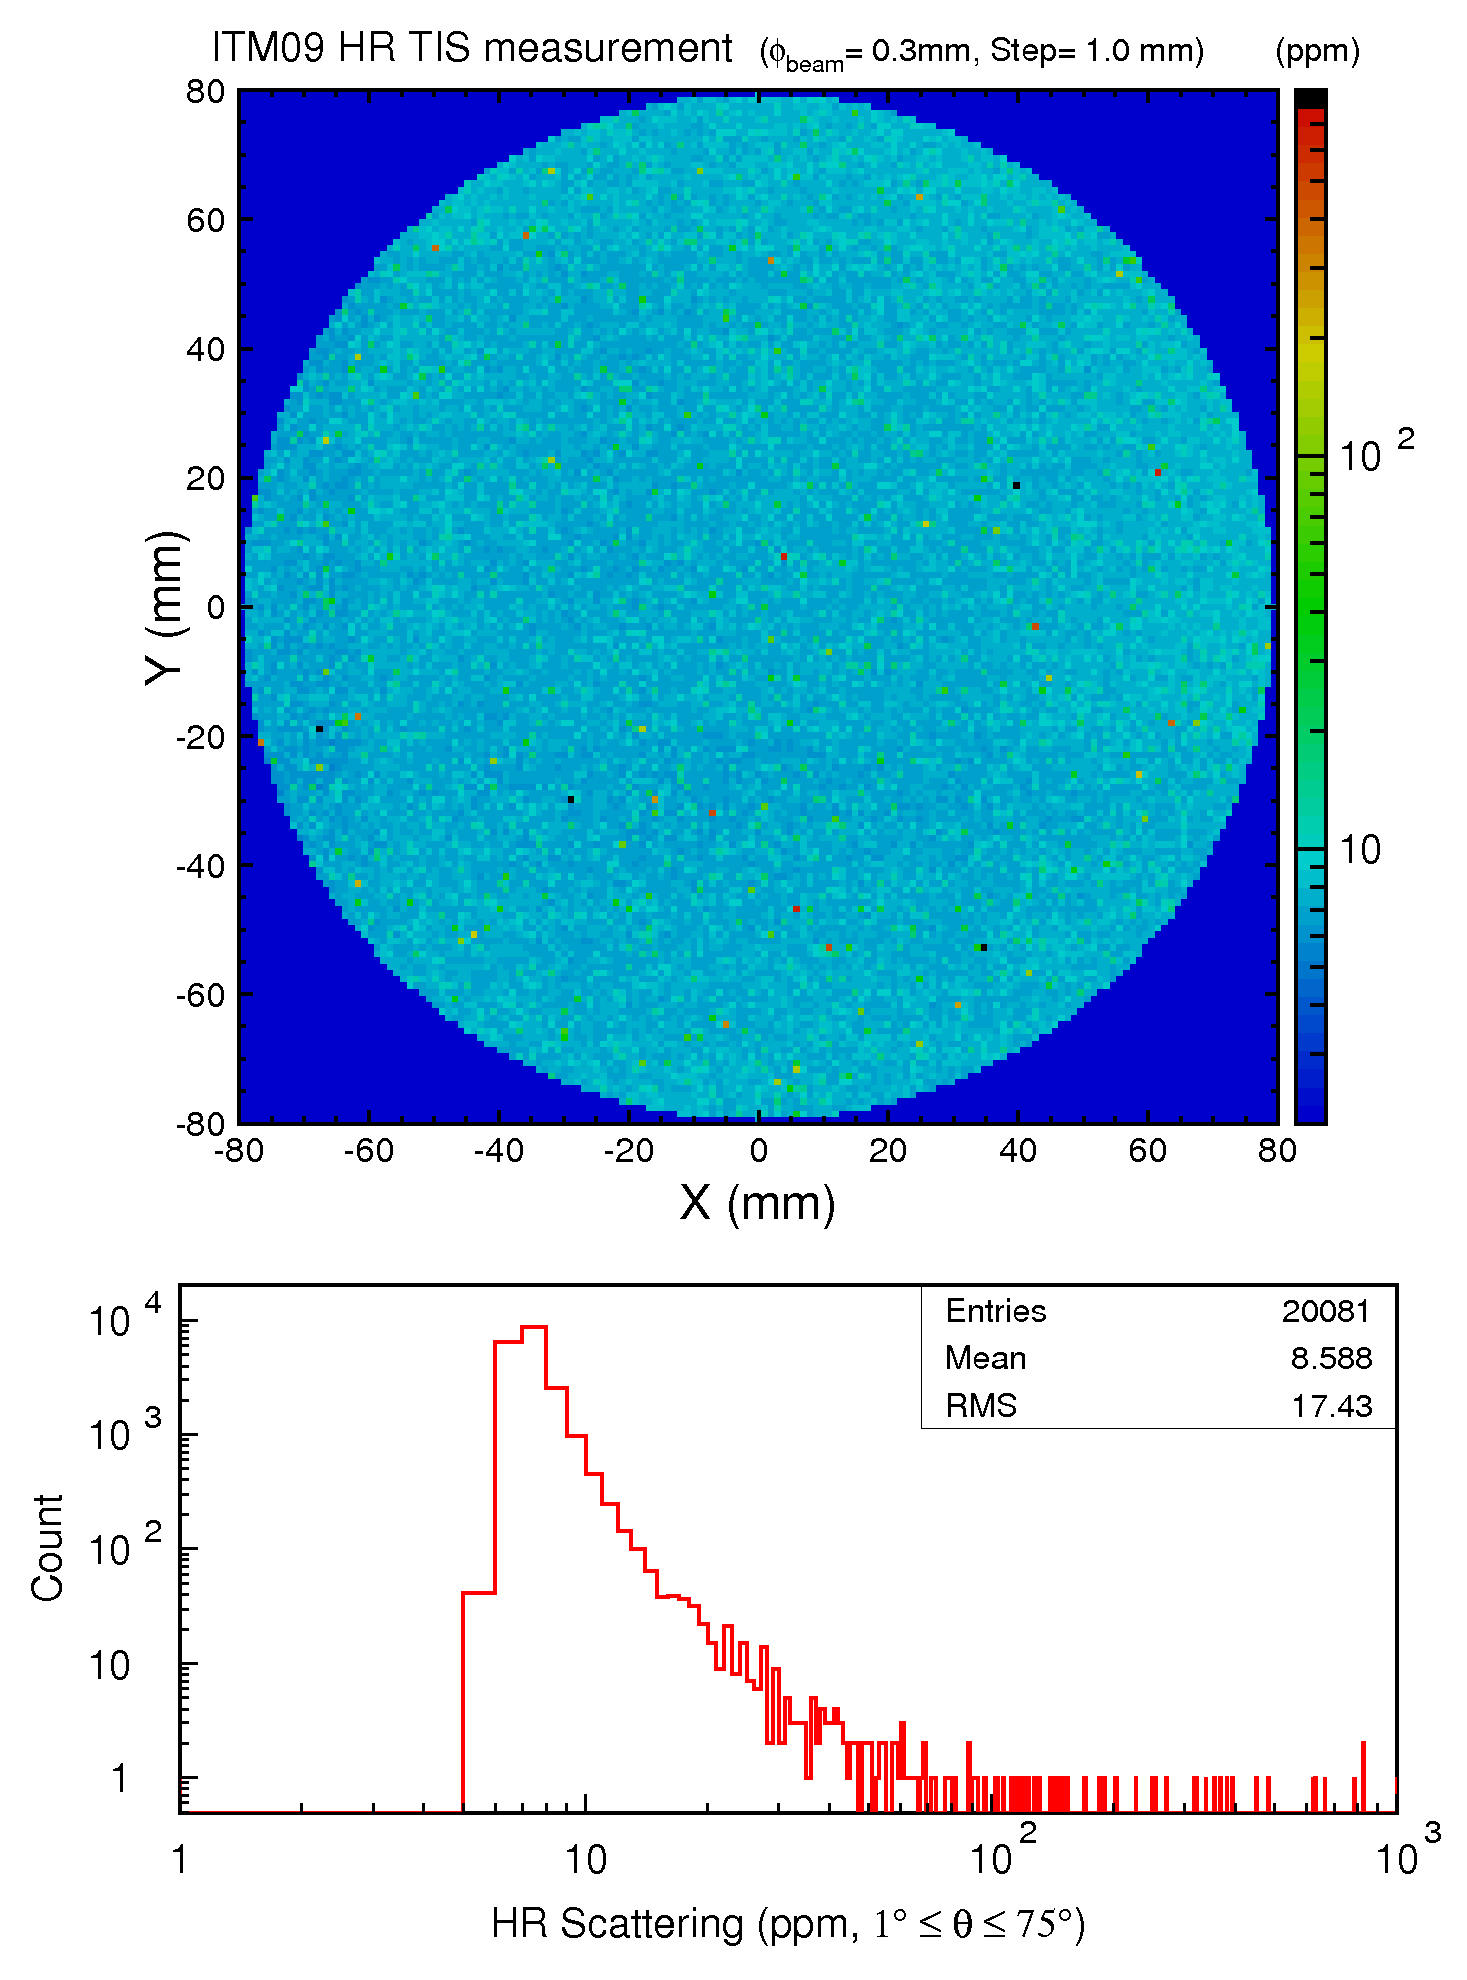 ITM09 HR TIS measurement (ϕbeam= 0.3mm, Step= 1.0 mm) (ppm)
80
60
40
20
0
-20
-40
-60
-80
Y (mm)
-80 -60 -40 -20 0 20 40 60 80
X (mm)
10 2
10
Entries 20081
Mean 8.588
RMS 17.43
10 4
10 3
10 2
10
1
Count
1 10 10 2 10 3
HR Scattering (ppm, 1° ≤ θ ≤ 75°)